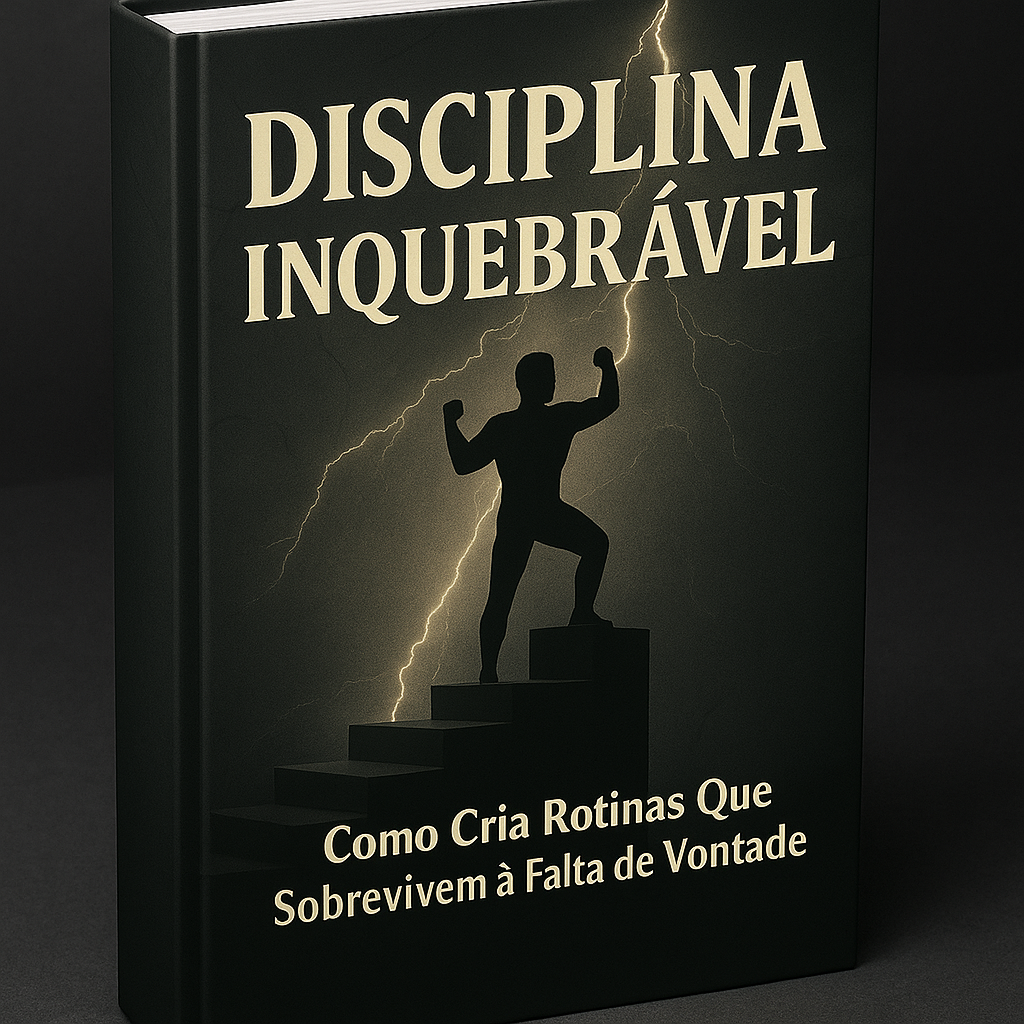 DISCIPLINA
INQUEBRÁVEL
Como Cria Rotinas Que
Sobrevivem à Falta de Vontade